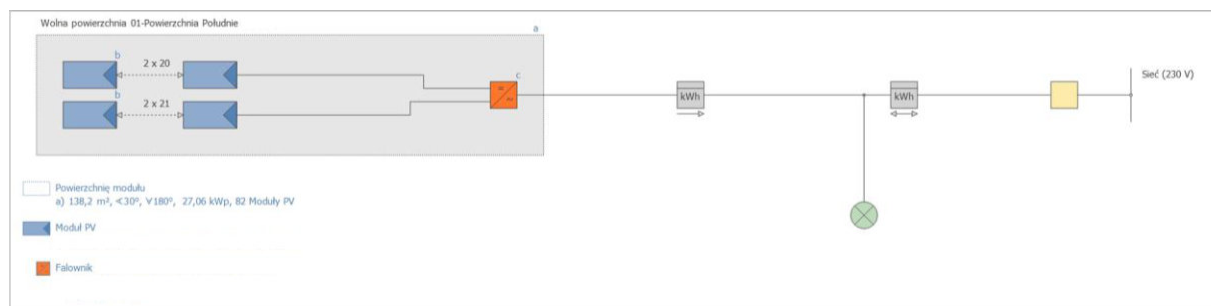 Wolna powierzchnia 01-Powierzchnia Południe
a
b
2 x 20
c
b
2 x 21
kWh
kWh
Sieć (230 V)
Powierzchnię modułu
a) 138,2 m², ∢30°, ∀180°, 27,06 kWp, 82 Moduły PV
Moduł PV
Falownik